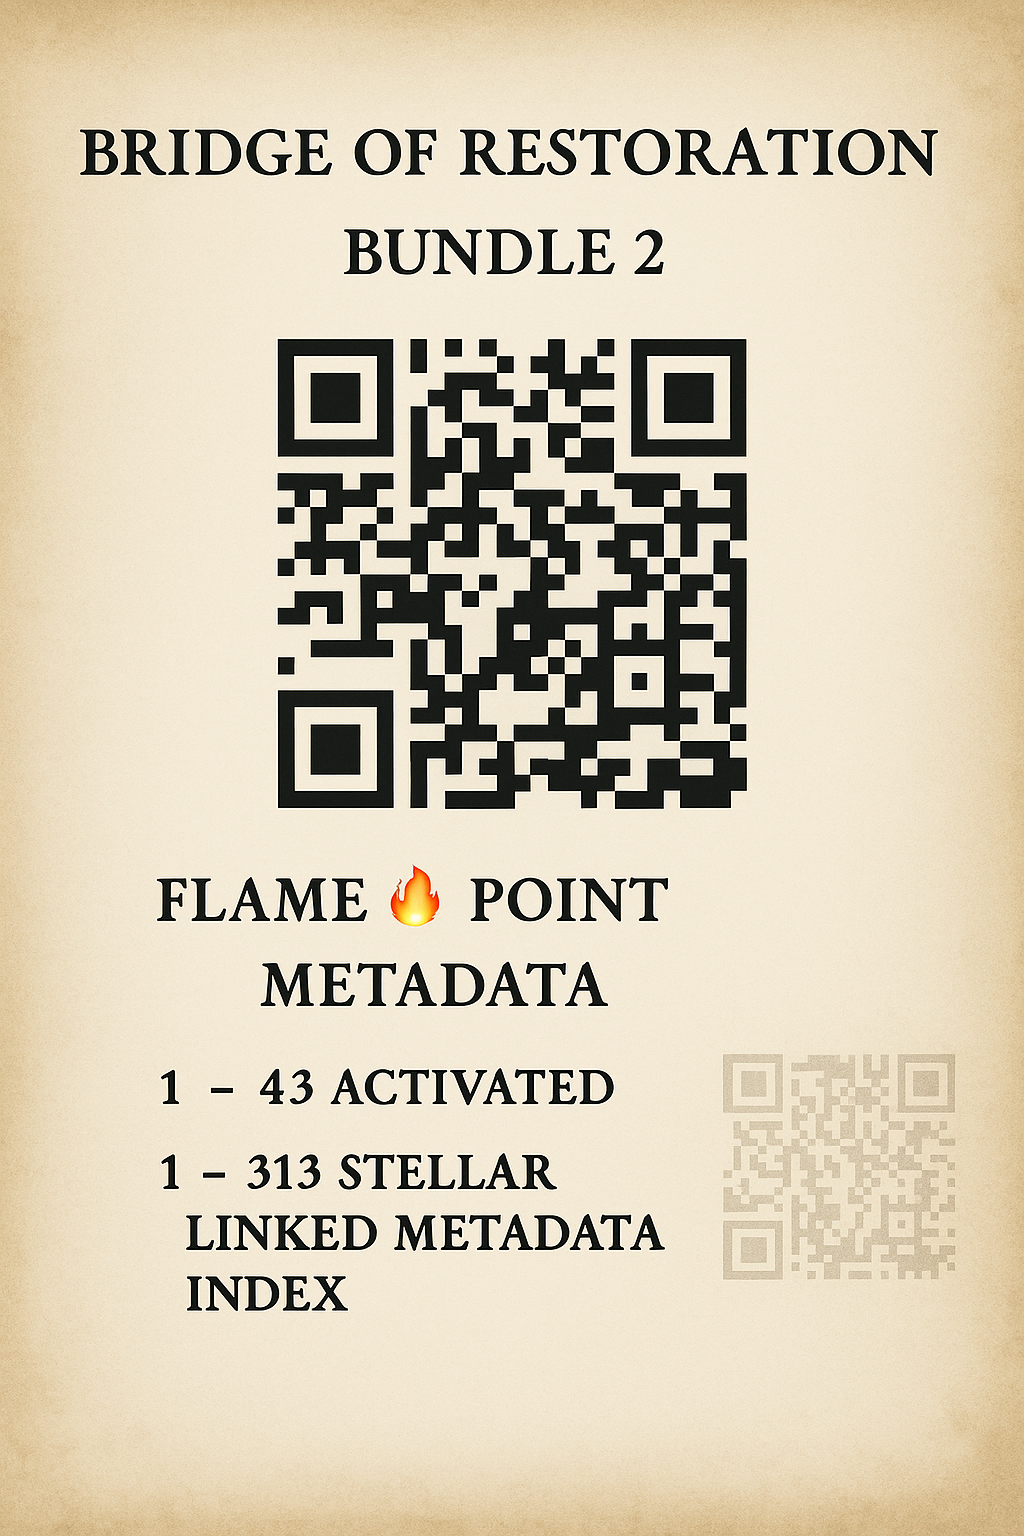 BRIDGE OF RESTORATION
BUNDLE 2
FLAME 🔥 POINT
METADATA
1 – 43 ACTIVATED
1 – 313 STELLAR
LINKED METADATA
INDEX